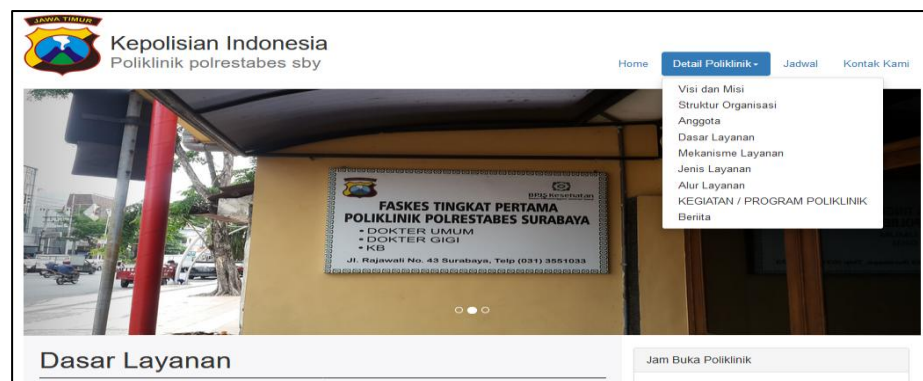 JAWA TIMUR
Kepolisian Indonesia
Poliklinik polrestabes sby
Home Detail Poliklinik Jadwal Kontak Kami
Visi dan Misi
Struktur Organisasi
Anggota
Dasar Layanan
Mekanisme Layanan
Jenis Layanan
Alur Layanan
KEGIATAN / PROGRAM POLIKLINIK
Beriita
BPJS Kesehatan
FASKES TINGKAT PERTAMA
POLIKLINIK POLRESTABES SURABAYA
• DOKTER UMUM
• DOKTER GIGI
• KB
Jl. Rajawali No. 43 Surabaya, Telp (031) 3551033
Dasar Layanan
Jam Buka Poliklinik